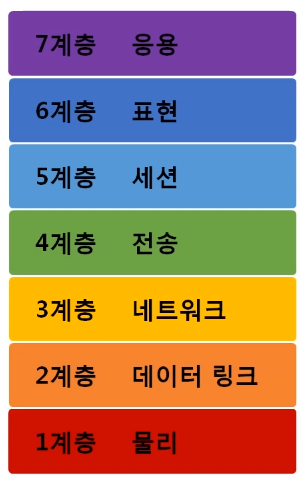 7계층 응용
6계층 표현
5계층 세션
4계층 전송
3계층 네트워크
2계층 데이터 링크
1계층 물리